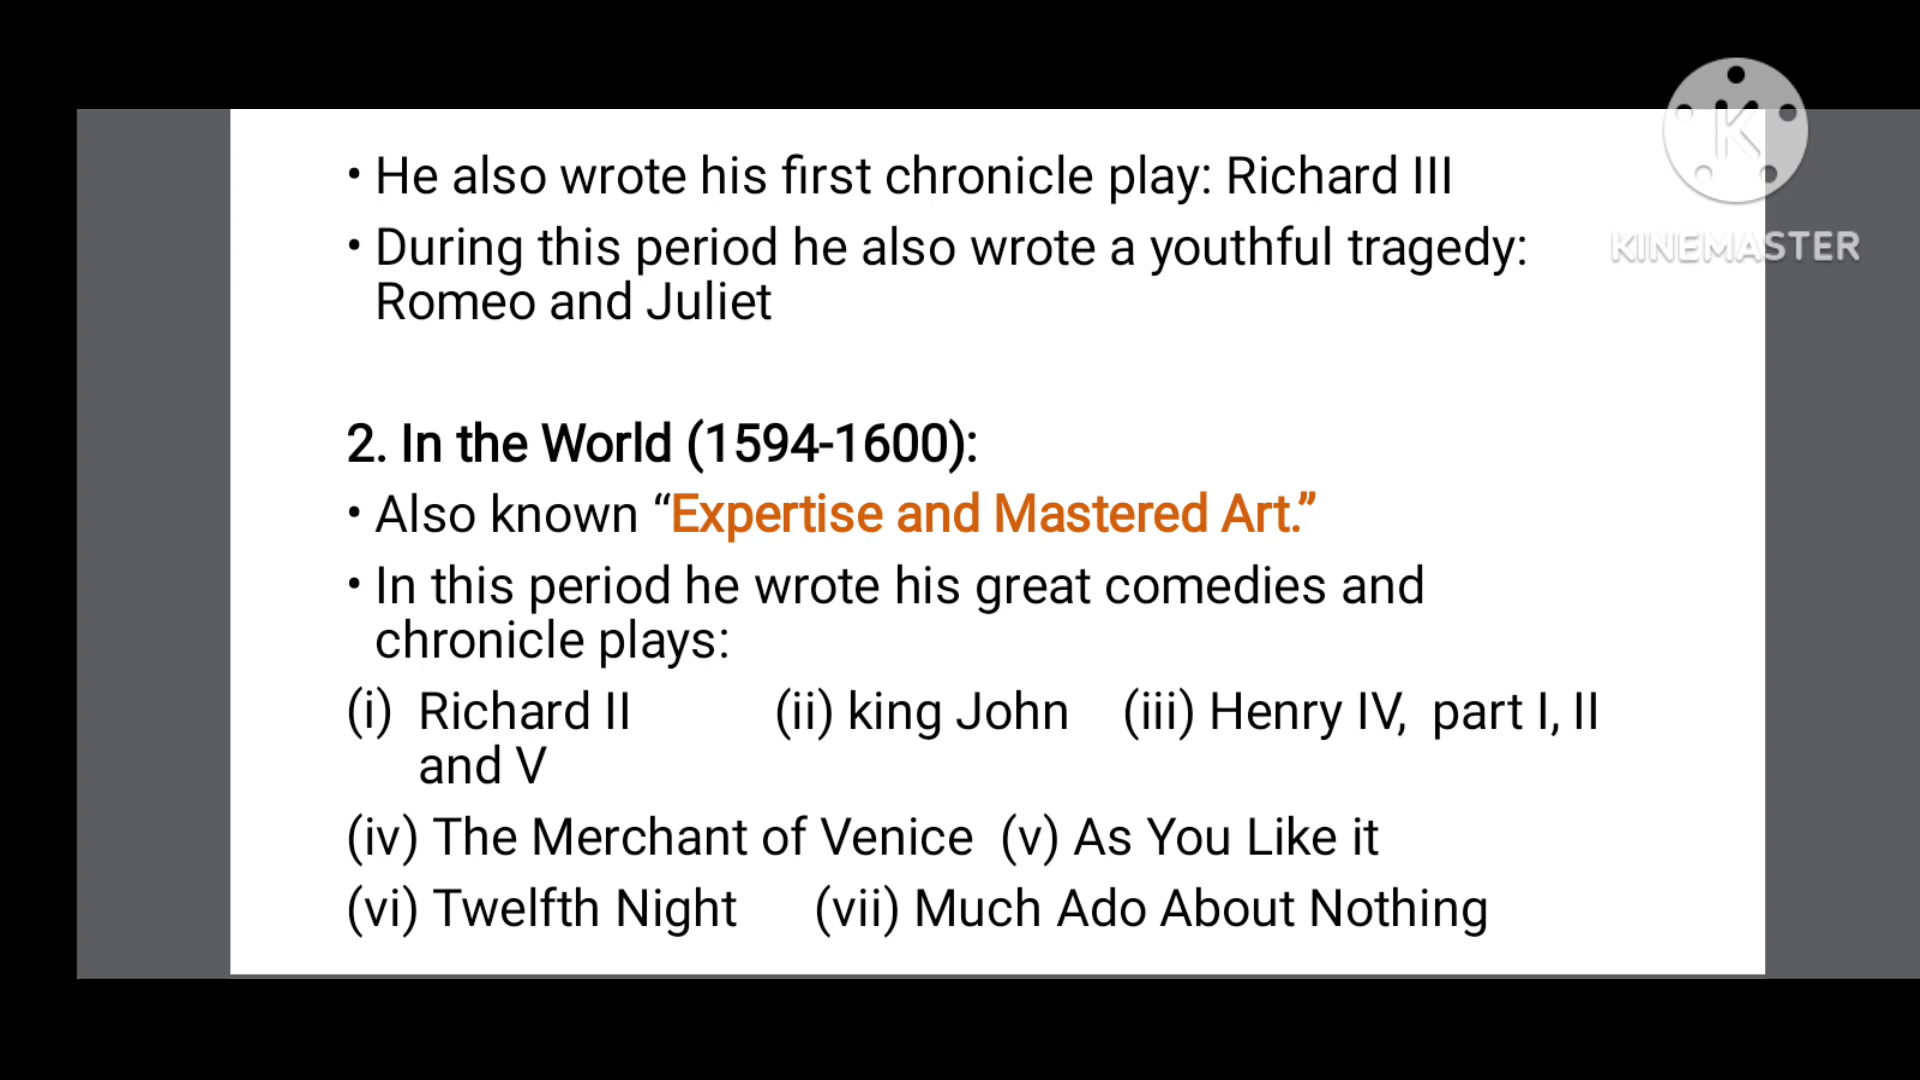 • He also wrote his first chronicle play: Richard III
• During this period he also wrote a youthful tragedy:
Romeo and Juliet
2. In the World (1594-1600):
• Also known “Expertise and Mastered Art.”
• In this period he wrote his great comedies and
chronicle plays:
(i) Richard II (ii) king John (iii) Henry IV, part I, II
and V
(iv) The Merchant of Venice (v) As You Like it
(vi) Twelfth Night (vii) Much Ado About Nothing
K
KINEMASTER